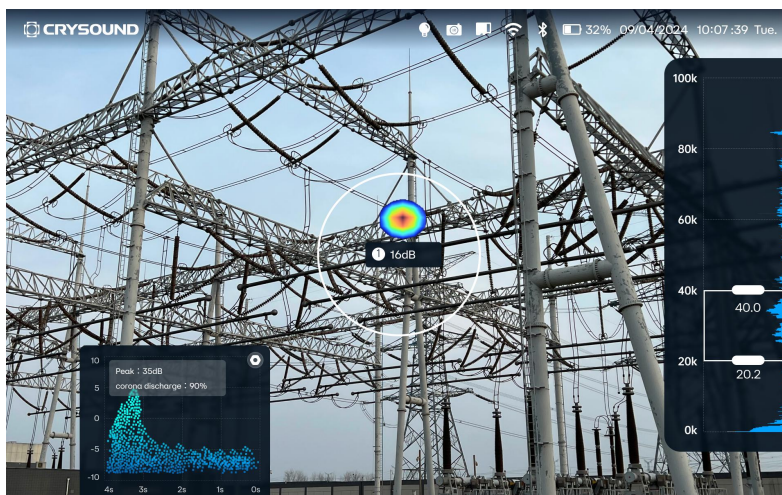 CRYSOUND
32% 09/04/2024 10:07:39 Tue.
100k
80k
60k
40k
40.0
20k
20.2
0k
1 16dB
Peak : 35dB
corona discharge : 90%
10
5
0
-5
-10
4s 3s 2s 1s 0s